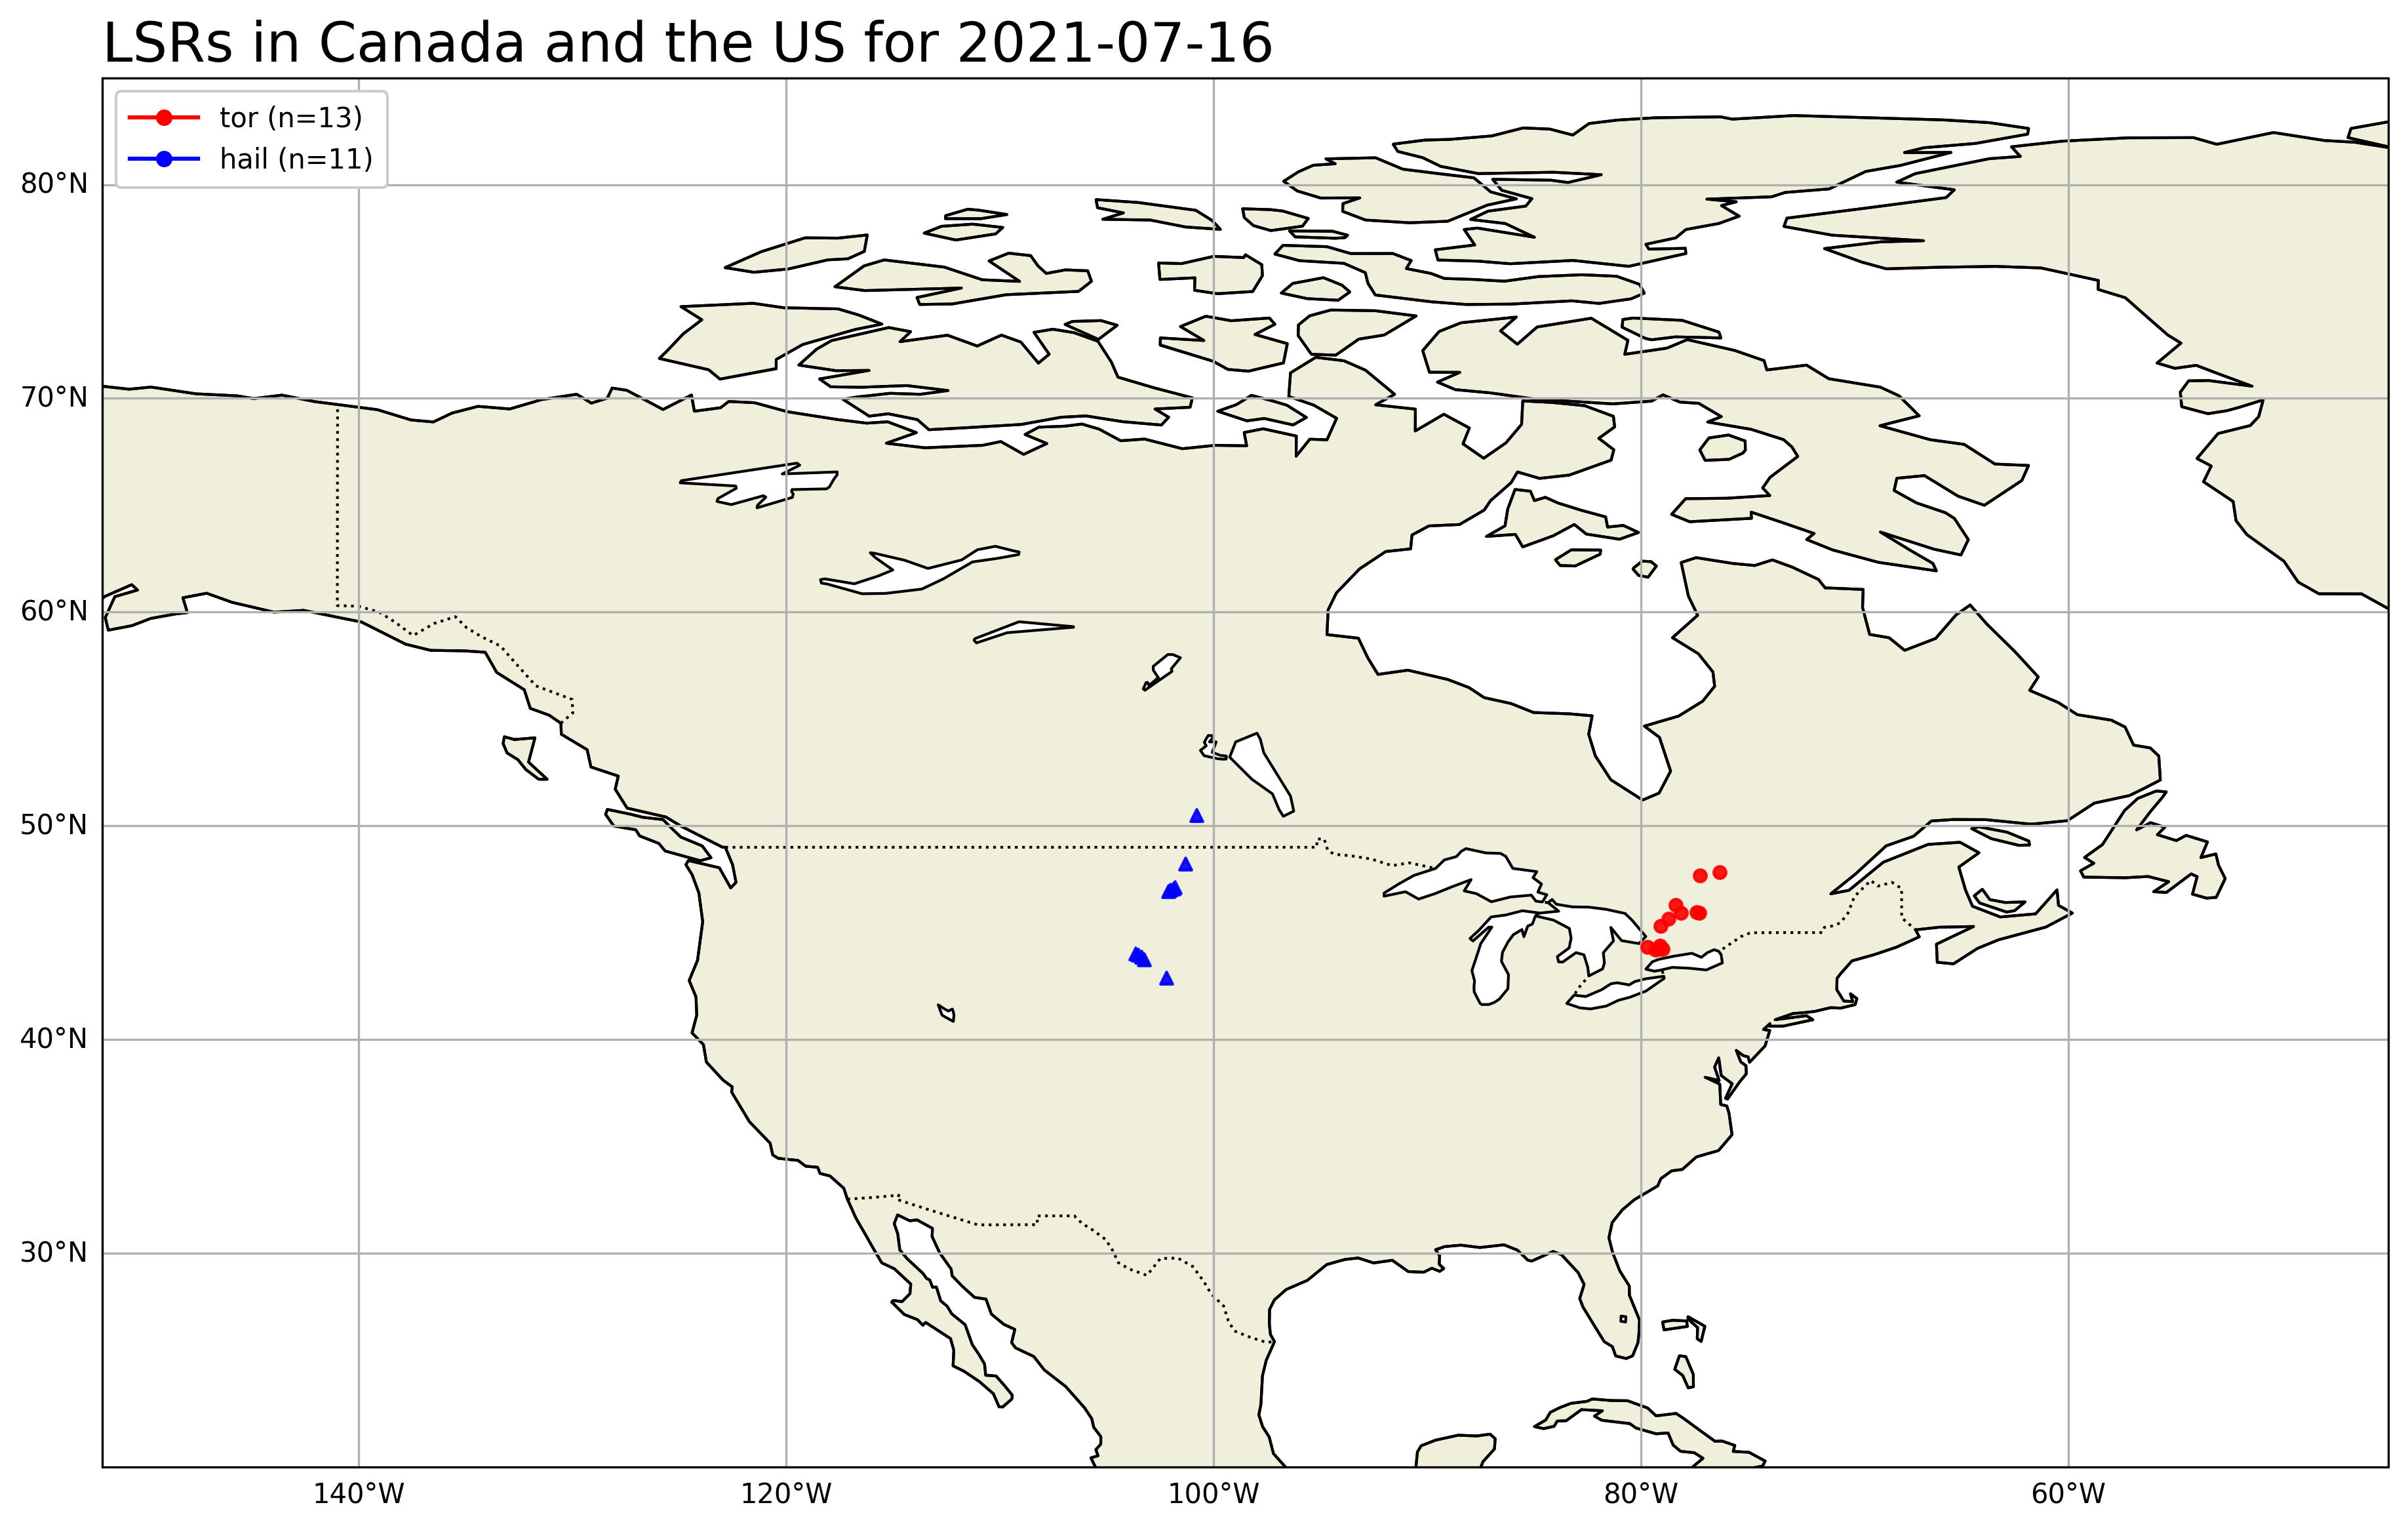 LSRs in Canada and the US for 2021-07-16
tor (n=13)
hail (n=11)
80°N
70°N
60°N
50°N
40°N
30°N
140°W
120°W
100°W
80°W
60°W